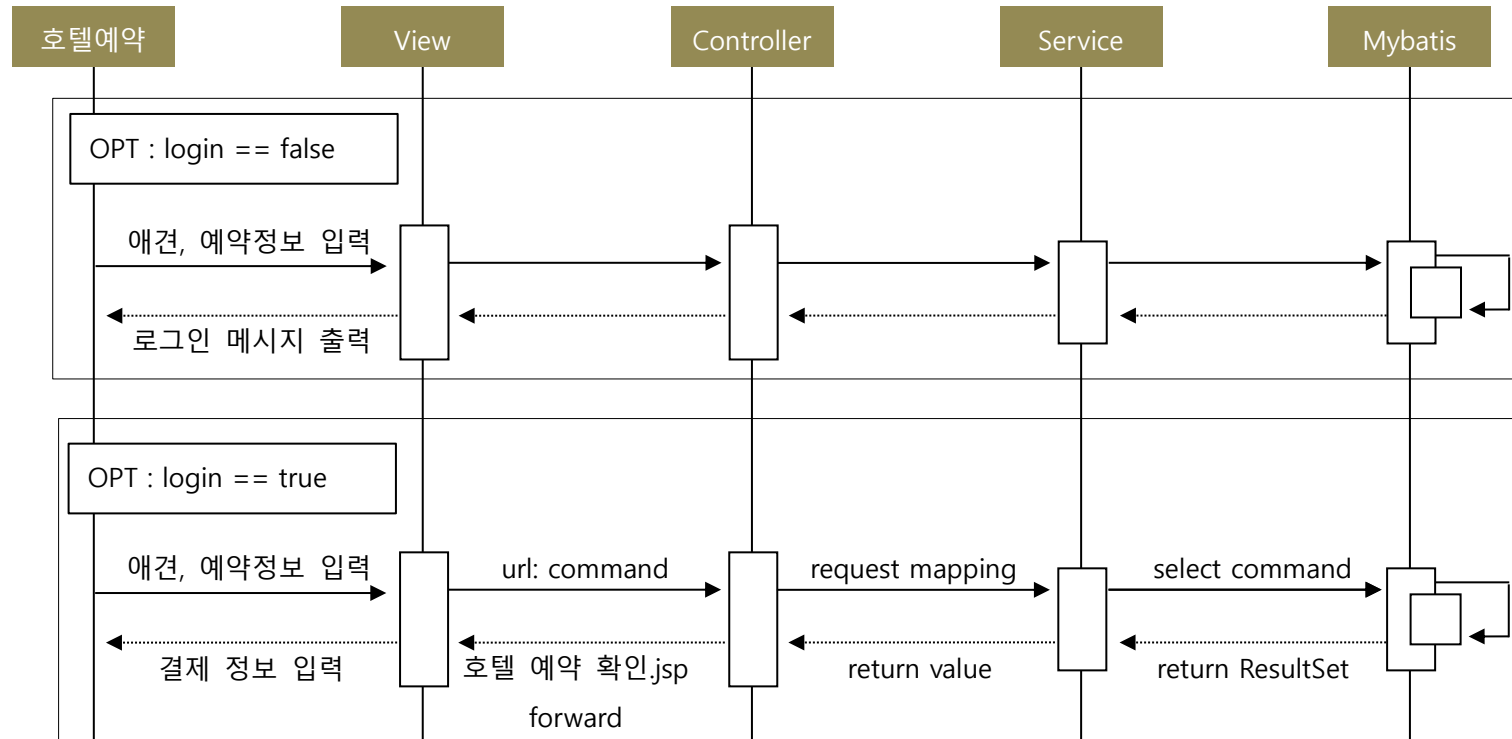 호텔예약
View
Controller
Service
Mybatis
OPT : login == false
애견, 예약정보 입력
로그인 메시지 출력
OPT : login == true
애견, 예약정보 입력
url: command
request mapping
select command
결제 정보 입력
호텔 예약 확인.jsp
forward
return value
return ResultSet